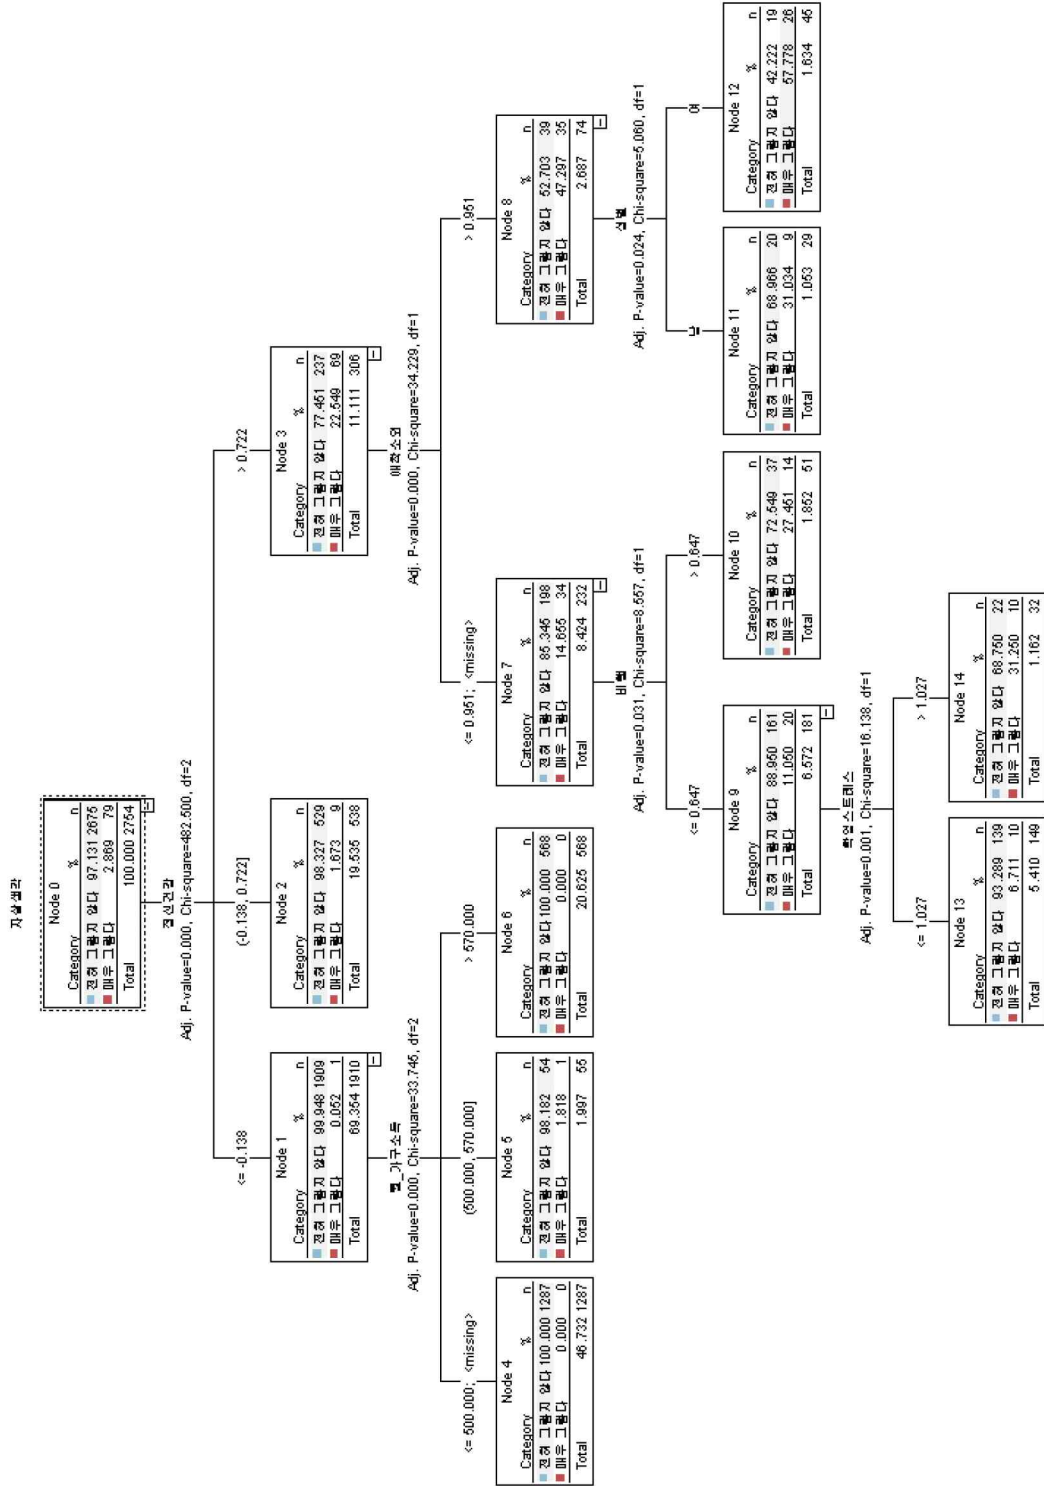 자살생각
Node 0
Category % n
전혀 그렇지 않다 97.131 2675
매우 그렇다 2.869 79
Total 100.000 2754
정신건강
Adj. P-value=0.000, Chi-square=482.500, df=2
<= -0.138
(-0.138, 0.722]
> 0.722
Node 1
Category % n
전혀 그렇지 않다 99.948 1909
매우 그렇다 0.052 1
Total 69.354 1910
Node 2
Category % n
전혀 그렇지 않다 98.327 529
매우 그렇다 1.673 9
Total 19.535 538
Node 3
Category % n
전혀 그렇지 않다 77.451 237
매우 그렇다 22.549 69
Total 11.111 306
월_가구소득
Adj. P-value=0.000, Chi-square=33.745, df=2
애착소외
Adj. P-value=0.000, Chi-square=34.229, df=1
<= 500.000; <missing>
(500.000, 570.000]
> 570.000
<= 0.951; <missing>
> 0.951
Node 4
Category % n
전혀 그렇지 않다 100.000 1287
매우 그렇다 0.000 0
Total 46.732 1287
Node 5
Category % n
전혀 그렇지 않다 98.182 54
매우 그렇다 1.818 1
Total 1.997 55
Node 6
Category % n
전혀 그렇지 않다 100.000 568
매우 그렇다 0.000 0
Total 20.625 568
Node 7
Category % n
전혀 그렇지 않다 85.345 198
매우 그렇다 14.655 34
Total 8.424 232
Node 8
Category % n
전혀 그렇지 않다 52.703 39
매우 그렇다 47.297 35
Total 2.687 74
비행
Adj. P-value=0.031, Chi-square=8.557, df=1
성별
Adj. P-value=0.024, Chi-square=5.060, df=1
<= 0.647
> 0.647
남
여
Node 9
Category % n
전혀 그렇지 않다 88.950 161
매우 그렇다 11.050 20
Total 6.572 181
Node 10
Category % n
전혀 그렇지 않다 72.549 37
매우 그렇다 27.451 14
Total 1.852 51
Node 11
Category % n
전혀 그렇지 않다 68.966 20
매우 그렇다 31.034 9
Total 1.053 29
Node 12
Category % n
전혀 그렇지 않다 42.222 19
매우 그렇다 57.778 26
Total 1.634 45
학업스트레스
Adj. P-value=0.001, Chi-square=16.138, df=1
<= 1.027
> 1.027
Node 13
Category % n
전혀 그렇지 않다 93.289 139
매우 그렇다 6.711 10
Total 5.410 149
Node 14
Category % n
전혀 그렇지 않다 68.750 22
매우 그렇다 31.250 10
Total 1.162 32